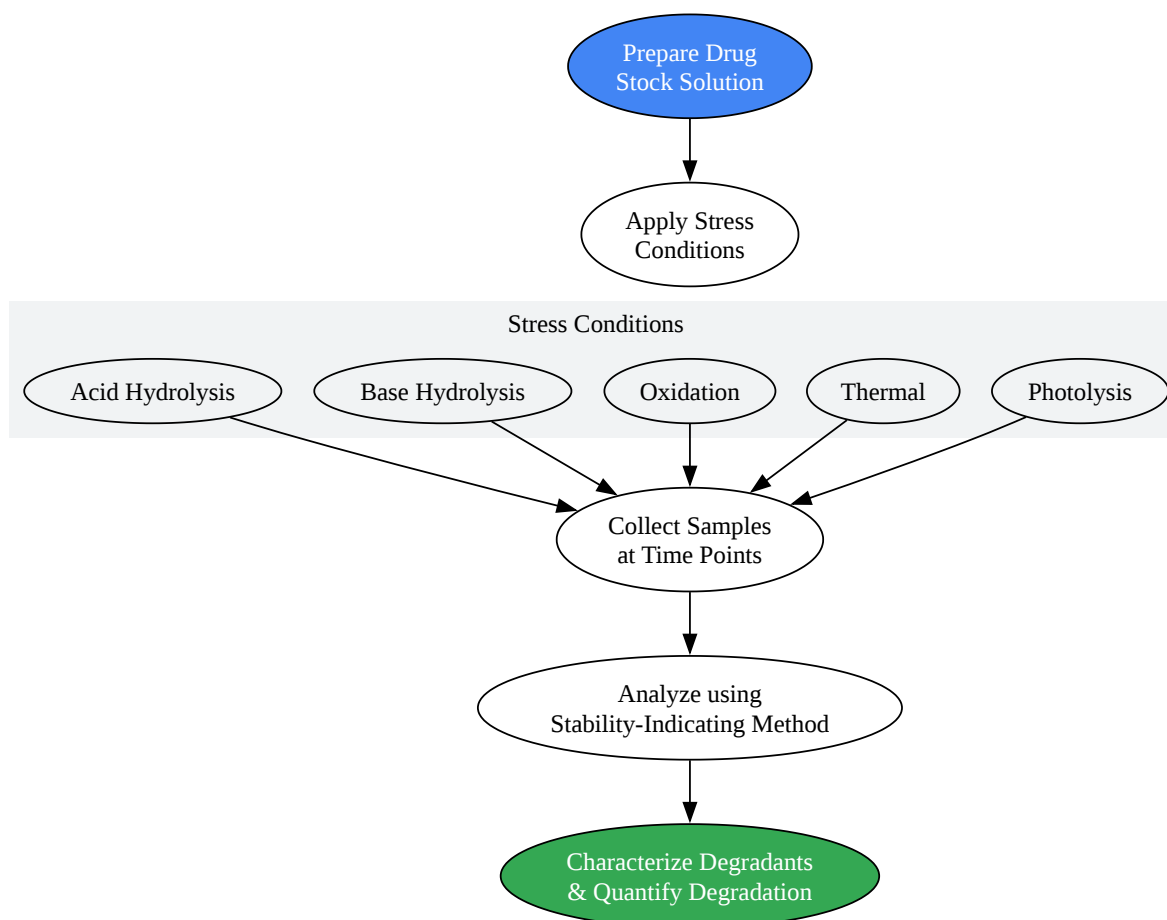 Prepare Drug
Stock Solution
Apply Stress
Conditions
Stress Conditions
Acid Hydrolysis
Base Hydrolysis
Oxidation
Thermal
Photolysis
Collect Samples
at Time Points
Analyze using
Stability-Indicating Method
Characterize Degradants
& Quantify Degradation